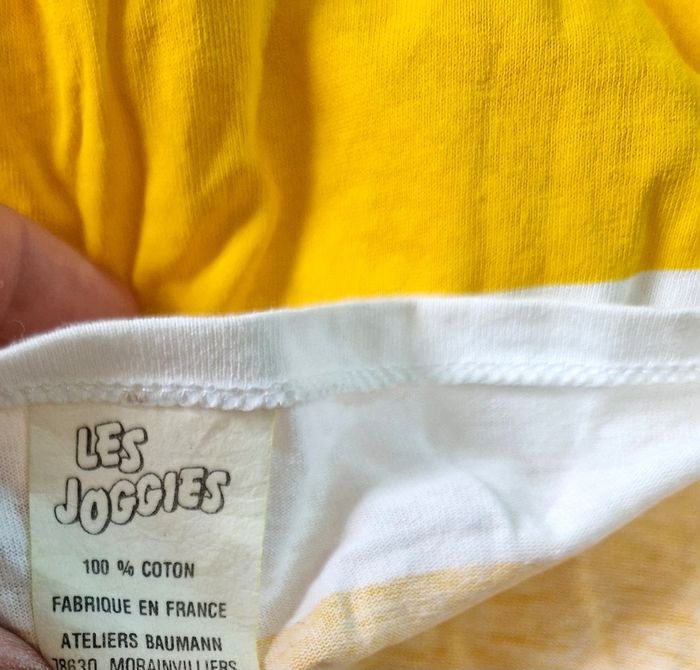 LES
JOGGIES
100 % COTON
FABRIQUE EN FRANCE
ATELIERS BAUMANN
78630 MORAINVILLIERS